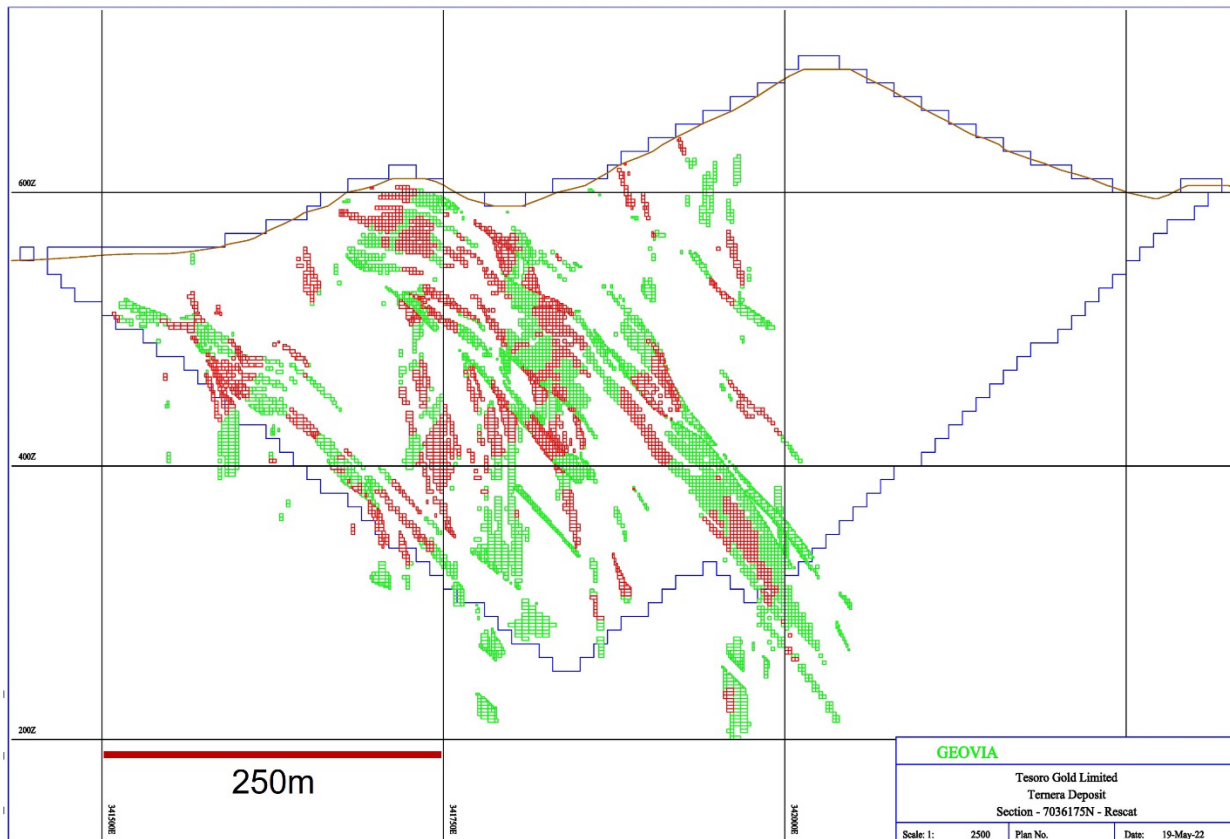 600Z
400Z
200Z
250m
341500E
341750E
342000E
GEOVIA
Tesoro Gold Limited
Ternera Deposit
Section - 7036175N - Rescat
Scale: 1: 2500 Plan No. Date: 19-May-22